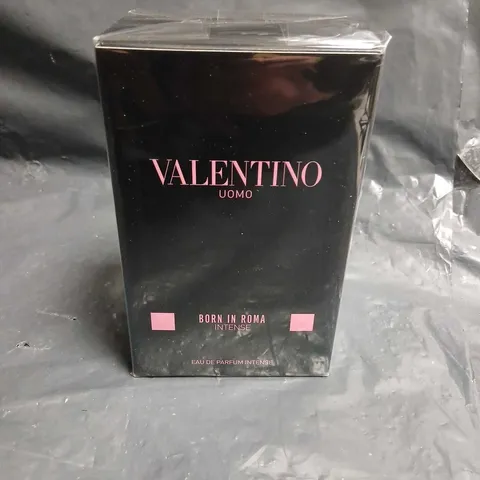 VALENTINO
UOMO
BORN IN ROMA
INTENSE
EAU DE PARFUM INTENSE